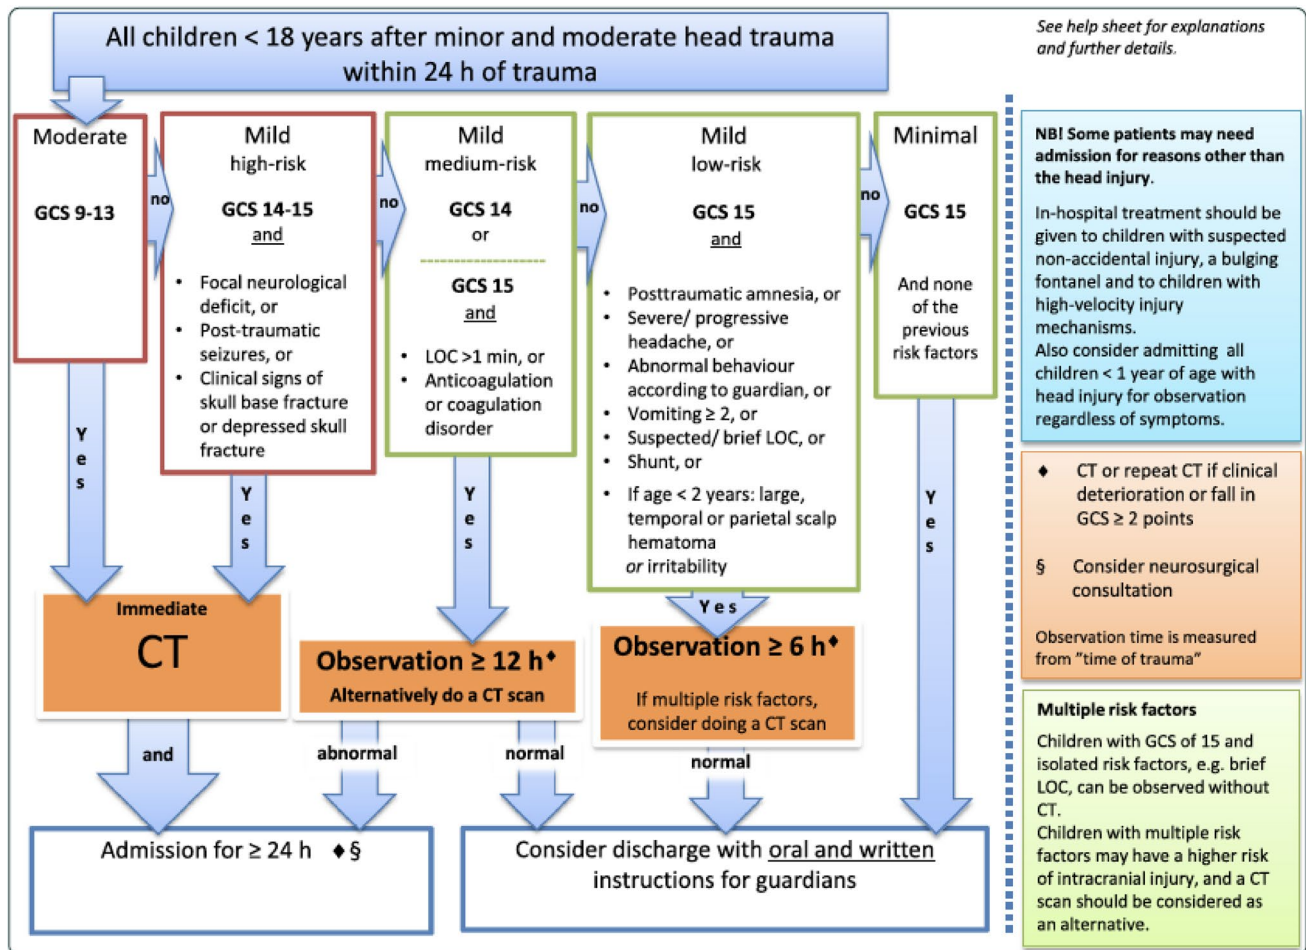 All children < 18 years after minor and moderate head trauma
within 24 h of trauma
See help sheet for explanations
and further details.
Moderate
GCS 9-13
no
Mild
high-risk
GCS 14-15
and
• Focal neurological
deficit, or
• Post-traumatic
seizures, or
• Clinical signs of
skull base fracture
or depressed skull
fracture
no
Mild
medium-risk
GCS 14
or
GCS 15
and
• LOC >1 min, or
• Anticoagulation
or coagulation
disorder
no
Mild
low-risk
GCS 15
and
• Posttraumatic amnesia, or
• Severe/ progressive
headache, or
• Abnormal behaviour
according to guardian, or
• Vomiting ≥ 2, or
• Suspected/ brief LOC, or
• Shunt, or
• If age < 2 years: large,
temporal or parietal scalp
hematoma
or irritability
no
Minimal
GCS 15
And none
of the
previous
risk factors
Yes
Yes
Yes
Yes
Yes
Immediate
CT
Observation ≥ 12 h♦
Alternatively do a CT scan
Observation ≥ 6 h♦
If multiple risk factors,
consider doing a CT scan
and
abnormal
normal
normal
Admission for ≥ 24 h ♦ §
Consider discharge with oral and written
instructions for guardians
NB! Some patients may need
admission for reasons other than
the head injury.
In-hospital treatment should be
given to children with suspected
non-accidental injury, a bulging
fontanel and to children with
high-velocity injury
mechanisms.
Also consider admitting all
children < 1 year of age with
head injury for observation
regardless of symptoms.
♦ CT or repeat CT if clinical
deterioration or fall in
GCS ≥ 2 points
§ Consider neurosurgical
consultation
Observation time is measured
from ”time of trauma”
Multiple risk factors
Children with GCS of 15 and
isolated risk factors, e.g. brief
LOC, can be observed without
CT.
Children with multiple risk
factors may have a higher risk
of intracranial injury, and a CT
scan should be considered as
an alternative.